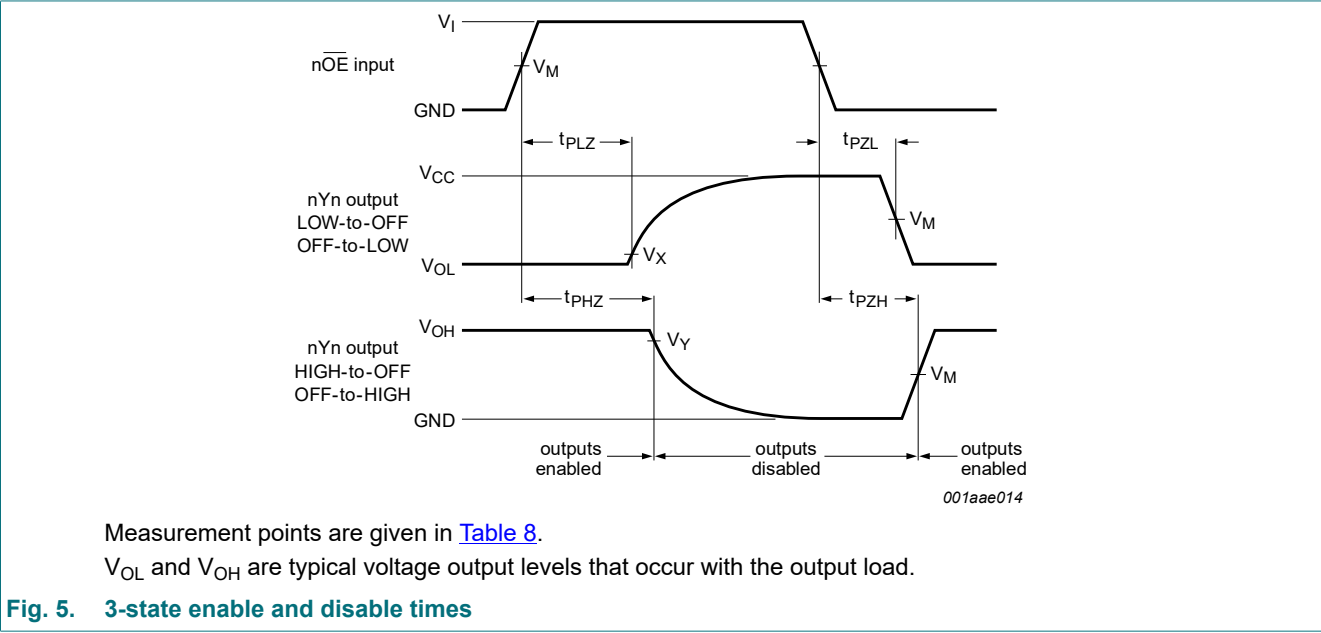 V_I
nO̅E̅ input
V_M
GND
t_PLZ
t_PZL
V_CC
nYn output
LOW-to-OFF
OFF-to-LOW
V_M
V_X
V_OL
t_PHZ
t_PZH
V_OH
V_Y
nYn output
HIGH-to-OFF
OFF-to-HIGH
V_M
GND
outputs
enabled
outputs
disabled
outputs
enabled
001aae014
Measurement points are given in Table 8.
V_OL and V_OH are typical voltage output levels that occur with the output load.
Fig. 5. 3-state enable and disable times